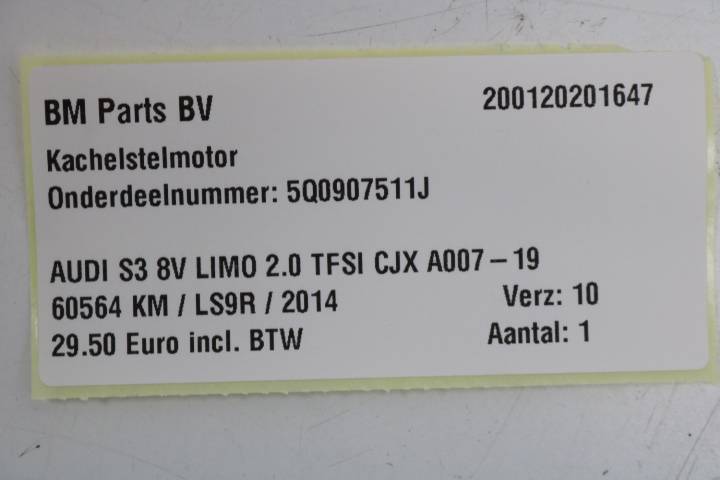 BM Parts BV 200120201647
Kachelstelmotor
Onderdeelnummer: 5Q0907511J
AUDI S3 8V LIMO 2.0 TFSI CJX A007-19
60564 KM / LS9R / 2014 Verz: 10
29.50 Euro incl. BTW Aantal: 1